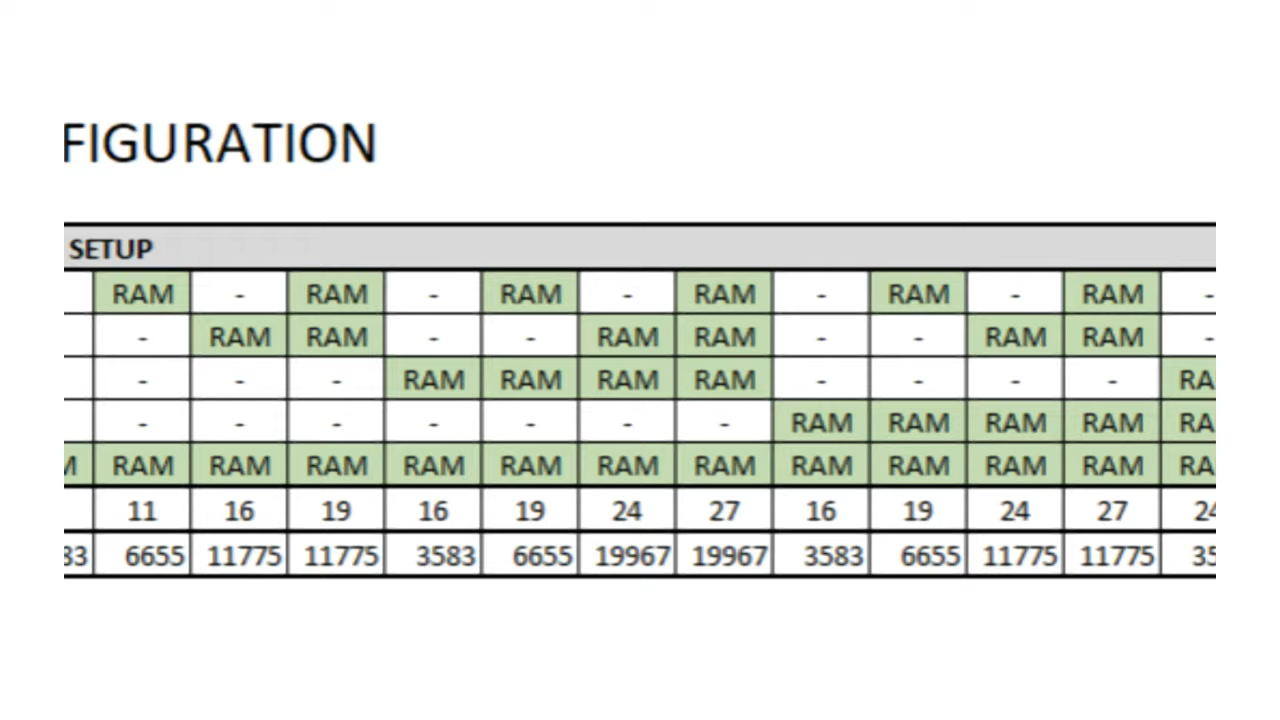 FIGURATION
SETUP
RAM - RAM - RAM - RAM - RAM - RAM -
- RAM RAM - - RAM RAM - - RAM RAM -
- - - RAM RAM RAM RAM - - - - RA
- - - - - - - RAM RAM RAM RAM RA
M RAM RAM RAM RAM RAM RAM RAM RAM RAM RAM RAM RA
11 16 19 16 19 24 27 16 19 24 27 24
83 6655 11775 11775 3583 6655 19967 19967 3583 6655 11775 11775 35